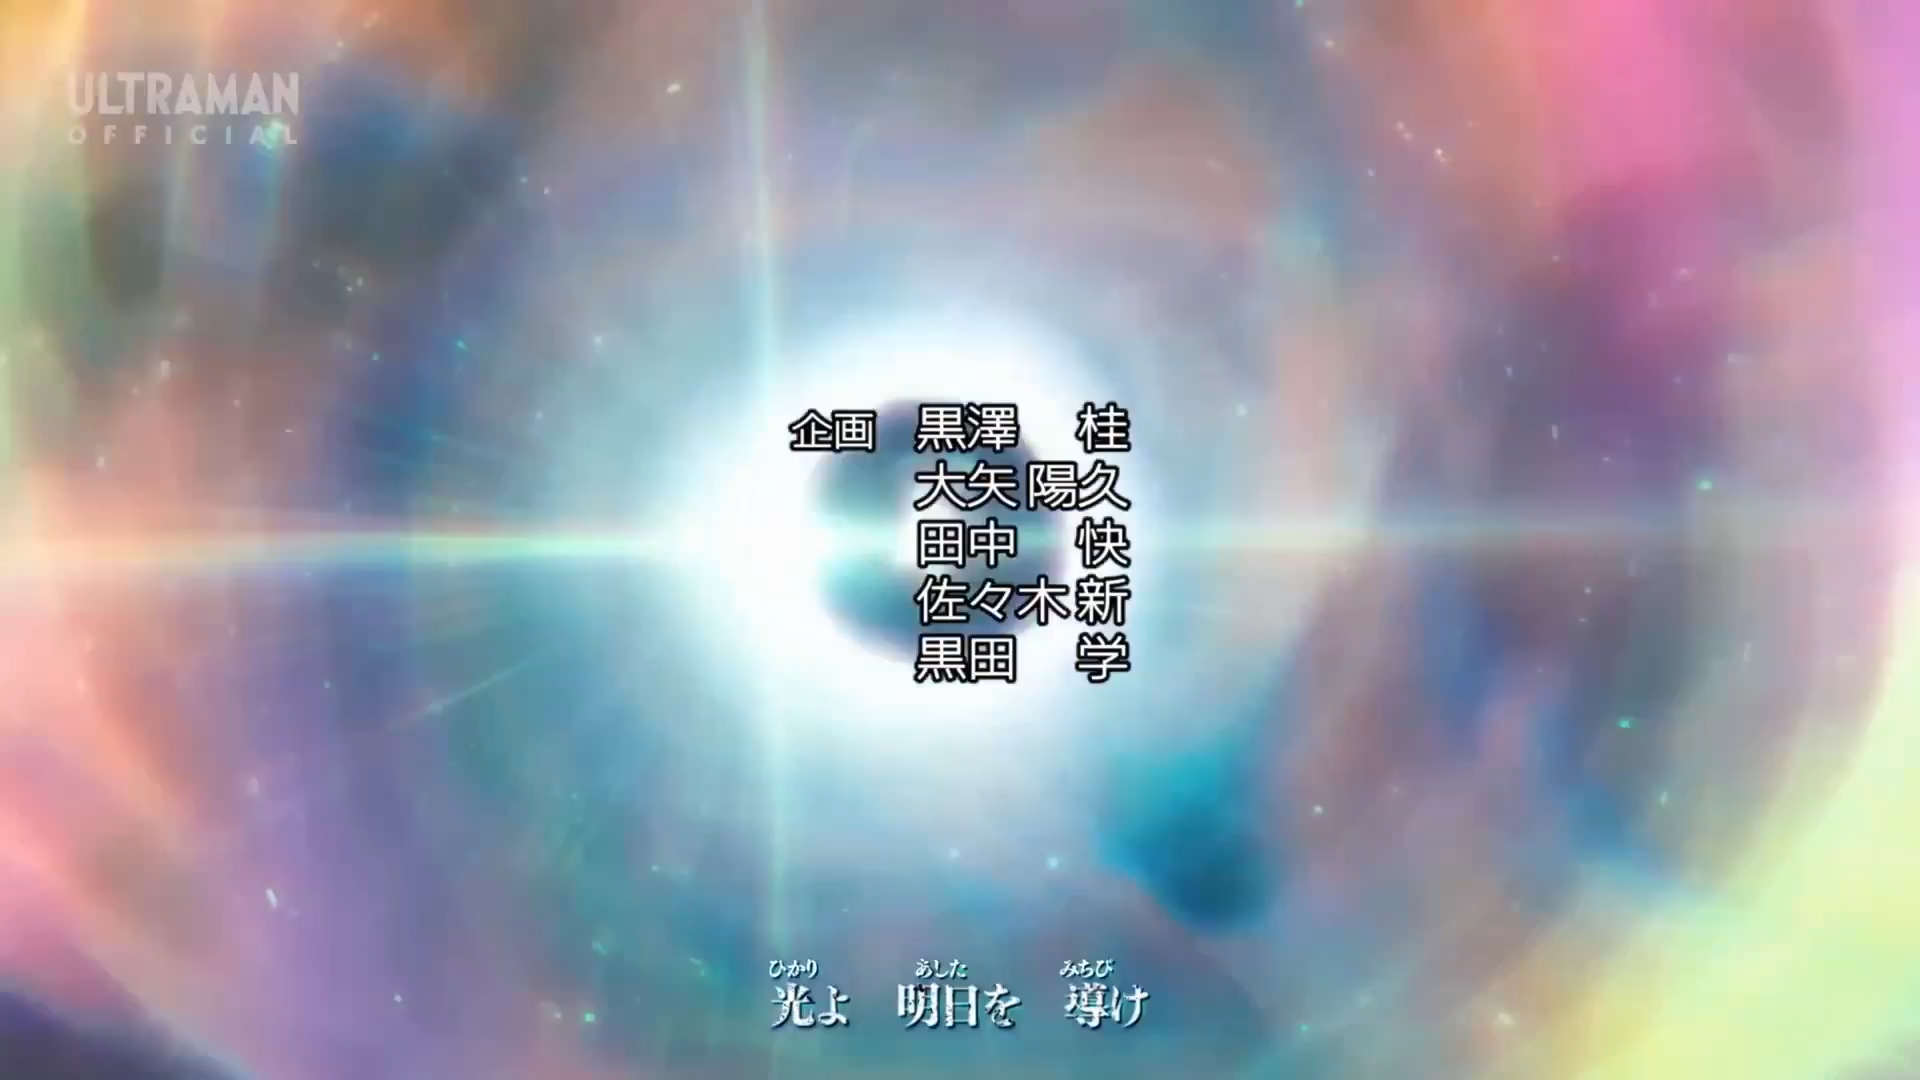 ULTRAMAN
OFFICIAL
企画 黒澤 桂
大矢陽久
田中 快
佐々木新
黒田 学
ひかり あした みちび
光よ 明日を 導け